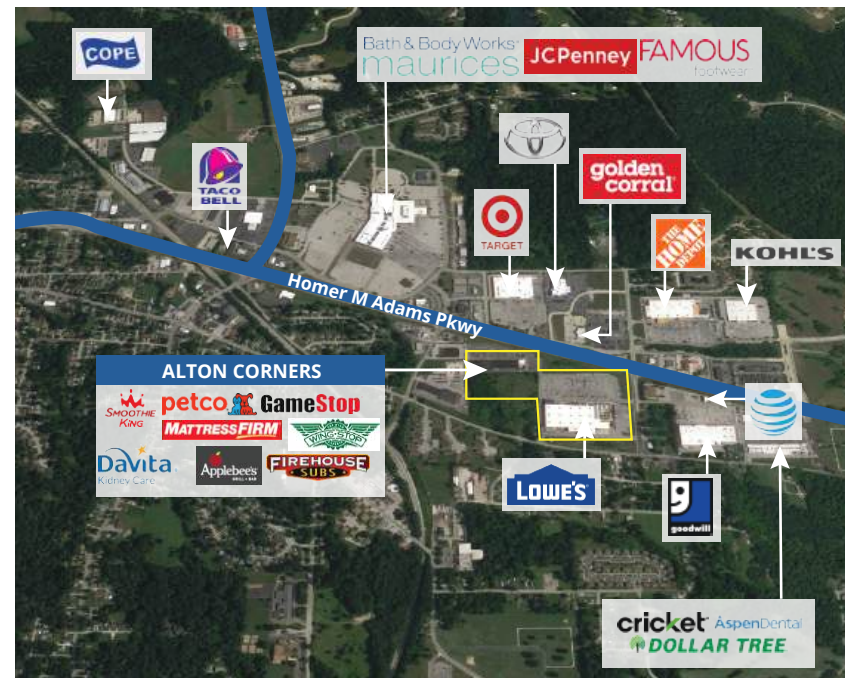 COPE
Bath & Body Works
maurices
JCPenney
FAMOUS
footwear
TACO
BELL
golden
corral
TARGET
THE
HOME
DEPOT
KOHL'S
Homer M Adams Pkwy
ALTON CORNERS
SMOOTHIE
KING
petco
GameStop
MATTRESSFIRM
WING·STOP
DaVita
Kidney Care
Applebee's
GRILL + BAR
FIREHOUSE
SUBS
LOWE'S
g
goodwill
cricket
AspenDental
DOLLAR TREE